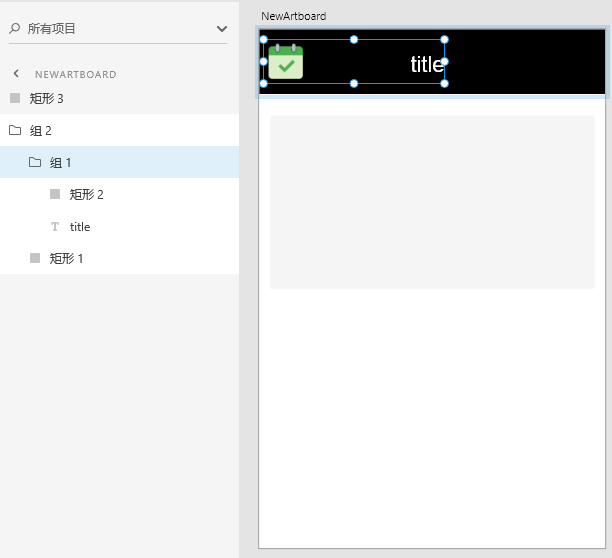 所有项目
NEWARTBOARD
矩形 3
组 2
组 1
矩形 2
title
矩形 1
NewArtboard
title